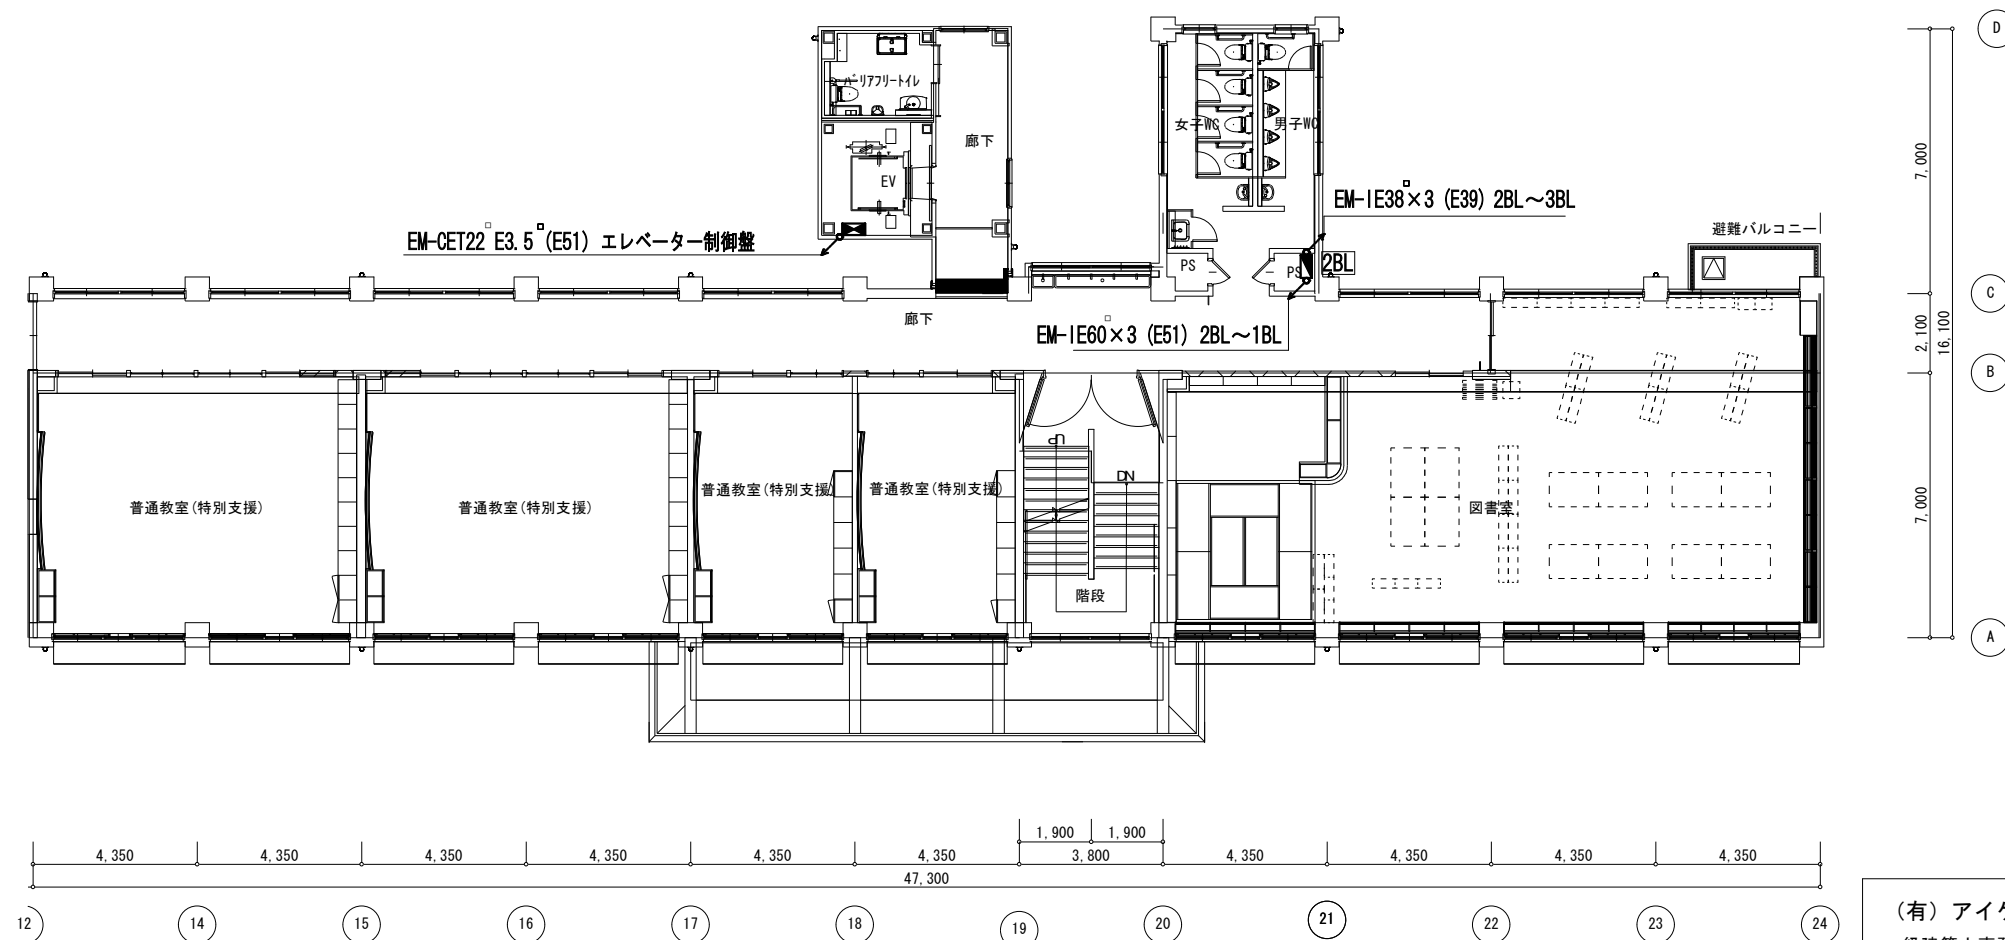 D
バリアフリートイレ
廊下
女子WC
男子WC
7,000
EV
EM-IE38□×3 (E39) 2BL～3BL
避難バルコニー
EM-CET22□ E3.5□ (E51) エレベーター制御盤
PS
PS
2BL
C
廊下
EM-IE60□×3 (E51) 2BL～1BL
2,100
16,100
B
UP
DN
普通教室(特別支援)
普通教室(特別支援)
普通教室(特別支援)
普通教室(特別支援)
図書室
7,000
階段
A
1,900
1,900
4,350
4,350
4,350
4,350
4,350
4,350
3,800
4,350
4,350
4,350
4,350
47,300
12
14
15
16
17
18
19
20
21
22
23
24
(有) アイ